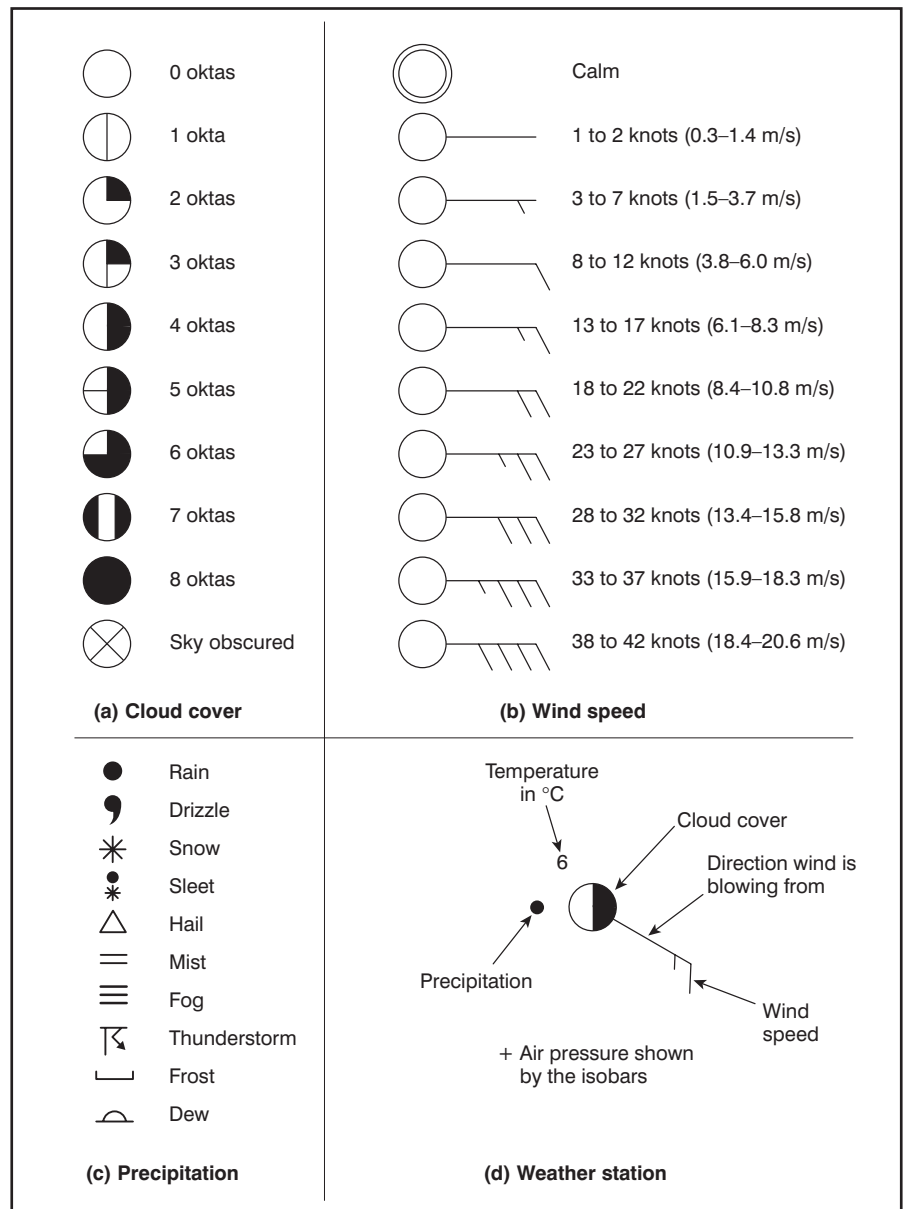 0 oktas
1 okta
2 oktas
3 oktas
4 oktas
5 oktas
6 oktas
7 oktas
8 oktas
Sky obscured
(a) Cloud cover
Calm
1 to 2 knots (0.3–1.4 m/s)
3 to 7 knots (1.5–3.7 m/s)
8 to 12 knots (3.8–6.0 m/s)
13 to 17 knots (6.1–8.3 m/s)
18 to 22 knots (8.4–10.8 m/s)
23 to 27 knots (10.9–13.3 m/s)
28 to 32 knots (13.4–15.8 m/s)
33 to 37 knots (15.9–18.3 m/s)
38 to 42 knots (18.4–20.6 m/s)
(b) Wind speed
Rain
Drizzle
Snow
Sleet
Hail
Mist
Fog
Thunderstorm
Frost
Dew
(c) Precipitation
Temperature
in °C
6
Cloud cover
Direction wind is
blowing from
Precipitation
Wind
speed
+ Air pressure shown
by the isobars
(d) Weather station